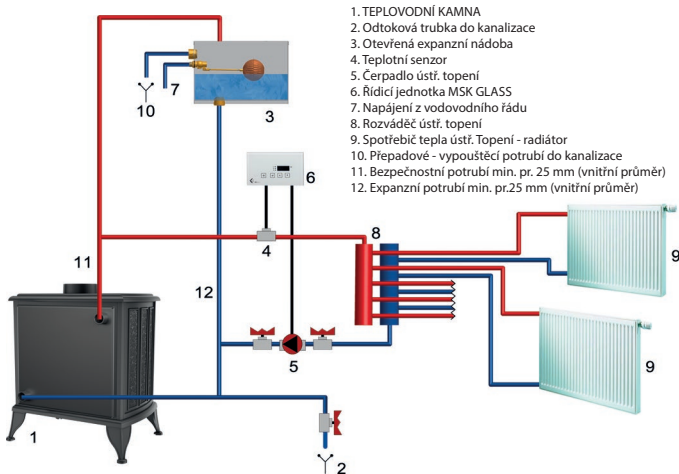 1. TEPLOVODNÍ KAMNA
2. Odtoková trubka do kanalizace
3. Otevřená expanzní nádoba
4. Teplotní senzor
5. Čerpadlo ústř. topení
6. Řídicí jednotka MSK GLASS
7. Napájení z vodovodního řádu
8. Rozváděč ústř. topení
9. Spotřebič tepla ústř. Topení - radiátor
10. Přepadové - vypouštěcí potrubí do kanalizace
11. Bezpečnostní potrubí min. pr. 25 mm (vnitřní průměr)
12. Expanzní potrubí min. pr.25 mm (vnitřní průměr)
7
10
3
6
4
8
9
11
12
5
9
1
2